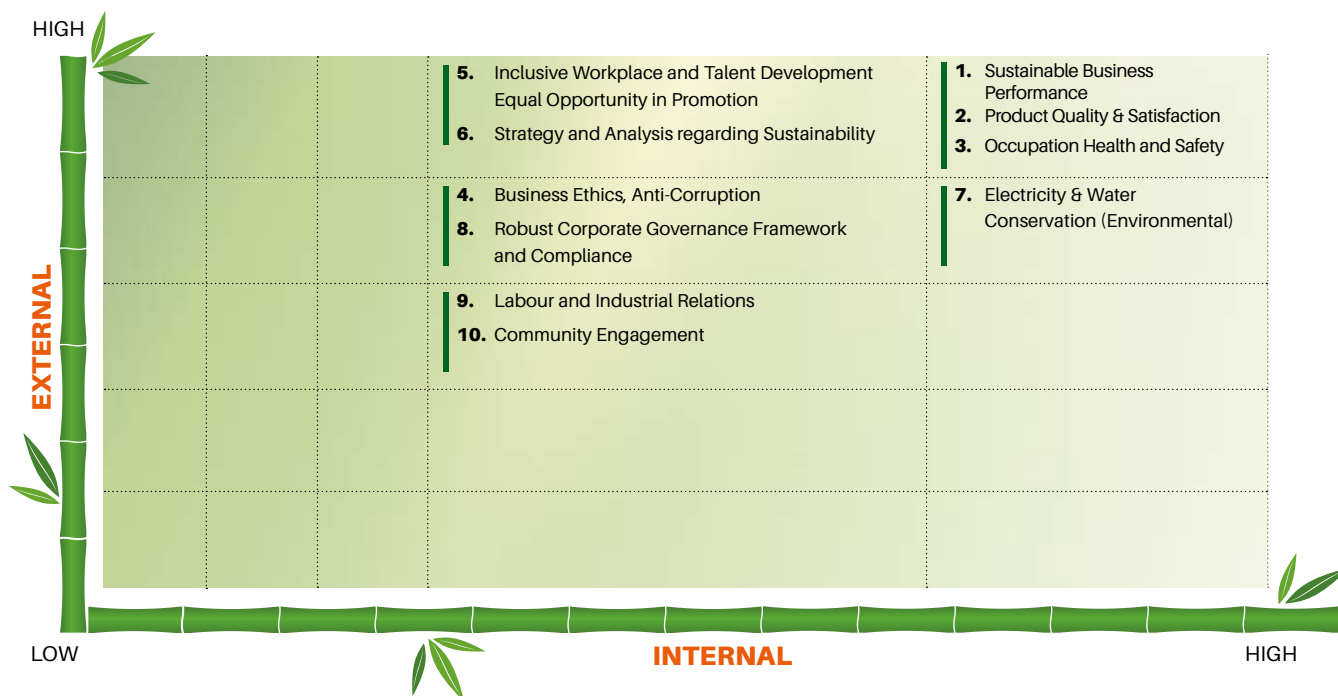 HIGH
5. Inclusive Workplace and Talent Development
Equal Opportunity in Promotion
6. Strategy and Analysis regarding Sustainability
1. Sustainable Business
Performance
2. Product Quality & Satisfaction
3. Occupation Health and Safety
4. Business Ethics, Anti-Corruption
8. Robust Corporate Governance Framework
and Compliance
7. Electricity & Water
Conservation (Environmental)
9. Labour and Industrial Relations
10. Community Engagement
EXTERNAL
LOW
INTERNAL
HIGH